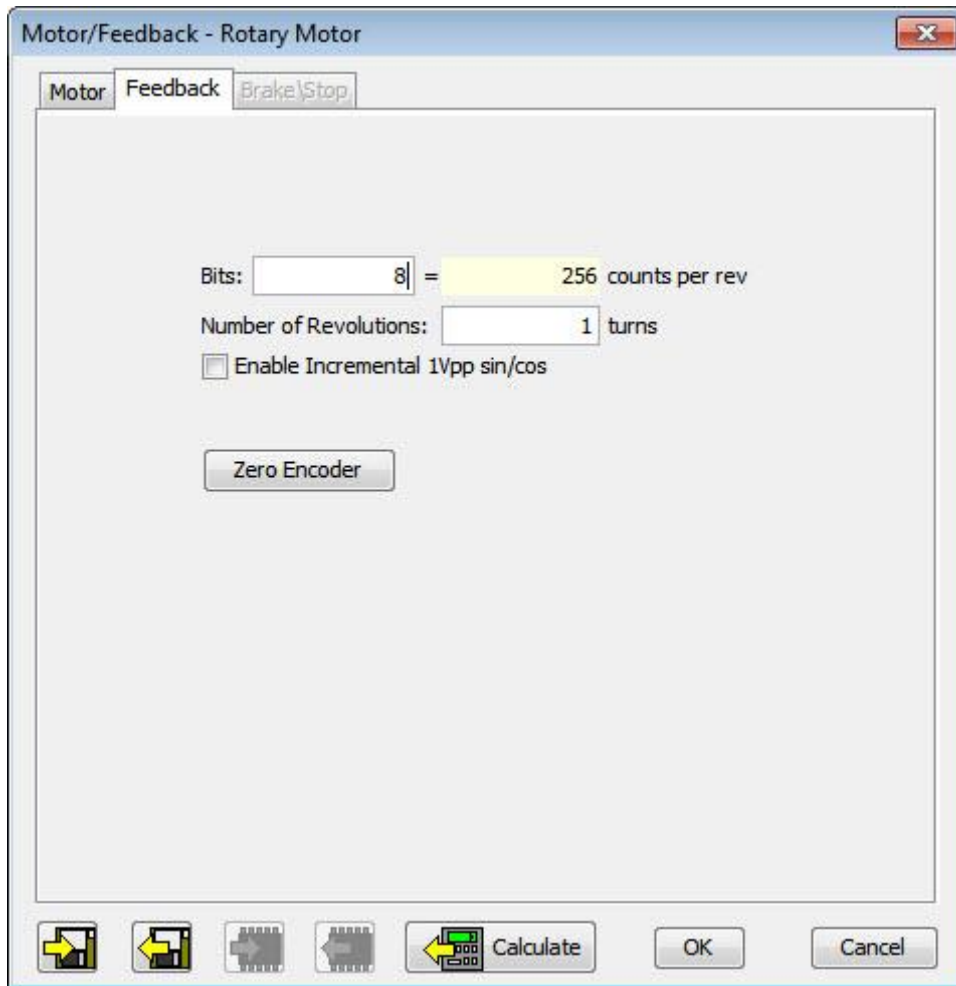 Motor/Feedback - Rotary Motor
Motor Feedback Brake\Stop
Bits: 8 = 256 counts per rev
Number of Revolutions: 1 turns
Enable Incremental 1Vpp sin/cos
Zero Encoder
Calculate OK Cancel